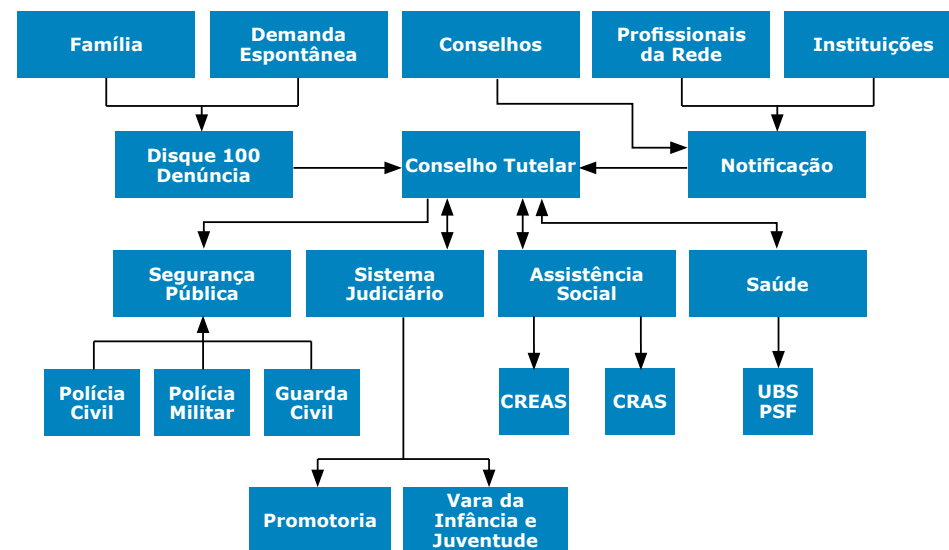 Família
Demanda
Espontânea
Conselhos
Profissionais
da Rede
Instituições
Disque 100
Denúncia
Conselho Tutelar
Notificação
Segurança
Pública
Sistema
Judiciário
Assistência
Social
Saúde
Polícia
Civil
Polícia
Militar
Guarda
Civil
CREAS
CRAS
UBS
PSF
Promotoria
Vara da
Infância e
Juventude